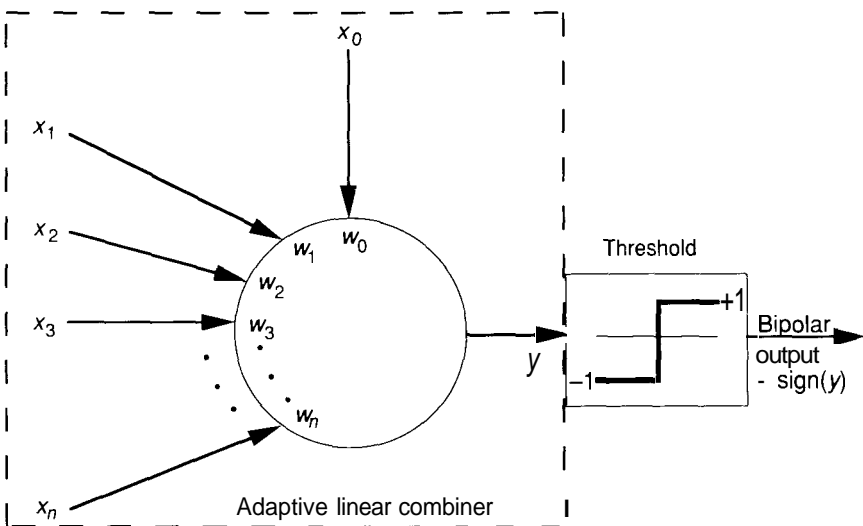 x0
x1
x2
x3
xn
w0
w1
w2
w3
wn
y
Threshold
+1
−1
Bipolar
output
- sign(y)
Adaptive linear combiner